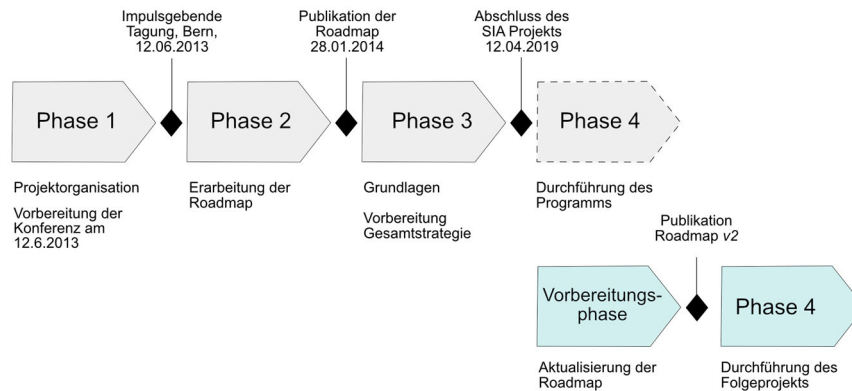 Impulsgebende
Tagung, Bern,
12.06.2013
Publikation der
Roadmap
28.01.2014
Abschluss des
SIA Projekts
12.04.2019
Phase 1
Phase 2
Phase 3
Phase 4
Projektorganisation
Vorbereitung der
Konferenz am
12.6.2013
Erarbeitung der
Roadmap
Grundlagen
Vorbereitung
Gesamtstrategie
Durchführung des
Programms
Publikation
Roadmap v2
Vorbereitungs-
phase
Phase 4
Aktualisierung der
Roadmap
Durchführung des
Folgeprojekts